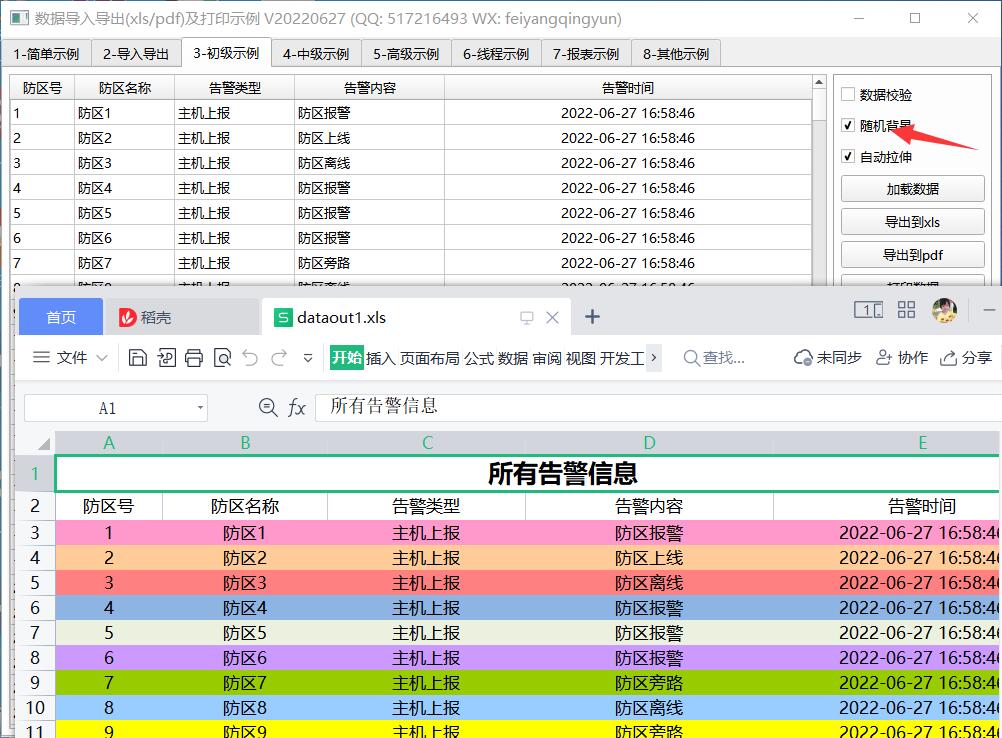 数据导入导出(xls/pdf)及打印示例 V20220627 (QQ: 517216493 WX: feiyangqingyun)
1-简单示例 2-导入导出 3-初级示例 4-中级示例 5-高级示例 6-线程示例 7-报表示例 8-其他示例
防区号 防区名称 告警类型 告警内容 告警时间
1 防区1 主机上报 防区报警 2022-06-27 16:58:46
2 防区2 主机上报 防区上线 2022-06-27 16:58:46
3 防区3 主机上报 防区离线 2022-06-27 16:58:46
4 防区4 主机上报 防区报警 2022-06-27 16:58:46
5 防区5 主机上报 防区报警 2022-06-27 16:58:46
6 防区6 主机上报 防区报警 2022-06-27 16:58:46
7 防区7 主机上报 防区旁路 2022-06-27 16:58:46
数据校验
随机背景
自动拉伸
加载数据
导出到xls
导出到pdf
首页 稻壳 S dataout1.xls
文件 开始 插入 页面布局 公式 数据 审阅 视图 开发工 查找... 未同步 协作 分享
A1 fx 所有告警信息
A B C D E
1 所有告警信息
2 防区号 防区名称 告警类型 告警内容 告警时间
3 1 防区1 主机上报 防区报警 2022-06-27 16:58:46
4 2 防区2 主机上报 防区上线 2022-06-27 16:58:46
5 3 防区3 主机上报 防区离线 2022-06-27 16:58:46
6 4 防区4 主机上报 防区报警 2022-06-27 16:58:46
7 5 防区5 主机上报 防区报警 2022-06-27 16:58:46
8 6 防区6 主机上报 防区报警 2022-06-27 16:58:46
9 7 防区7 主机上报 防区旁路 2022-06-27 16:58:46
10 8 防区8 主机上报 防区离线 2022-06-27 16:58:46
11 9 防区9 主机上报 防区旁路 2022-06-27 16:58:46